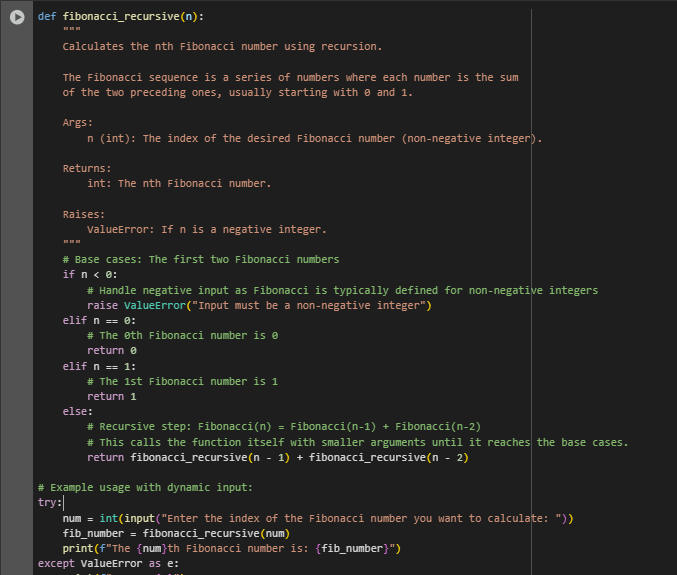 def fibonacci_recursive(n):
    """
    Calculates the nth Fibonacci number using recursion.

    The Fibonacci sequence is a series of numbers where each number is the sum
    of the two preceding ones, usually starting with 0 and 1.

    Args:
        n (int): The index of the desired Fibonacci number (non-negative integer).

    Returns:
        int: The nth Fibonacci number.

    Raises:
        ValueError: If n is a negative integer.
    """
    # Base cases: The first two Fibonacci numbers
    if n < 0:
        # Handle negative input as Fibonacci is typically defined for non-negative integers
        raise ValueError("Input must be a non-negative integer")
    elif n == 0:
        # The 0th Fibonacci number is 0
        return 0
    elif n == 1:
        # The 1st Fibonacci number is 1
        return 1
    else:
        # Recursive step: Fibonacci(n) = Fibonacci(n-1) + Fibonacci(n-2)
        # This calls the function itself with smaller arguments until it reaches the base cases.
        return fibonacci_recursive(n - 1) + fibonacci_recursive(n - 2)

# Example usage with dynamic input:
try:
    num = int(input("Enter the index of the Fibonacci number you want to calculate: "))
    fib_number = fibonacci_recursive(num)
    print(f"The {num}th Fibonacci number is: {fib_number}")
except ValueError as e: